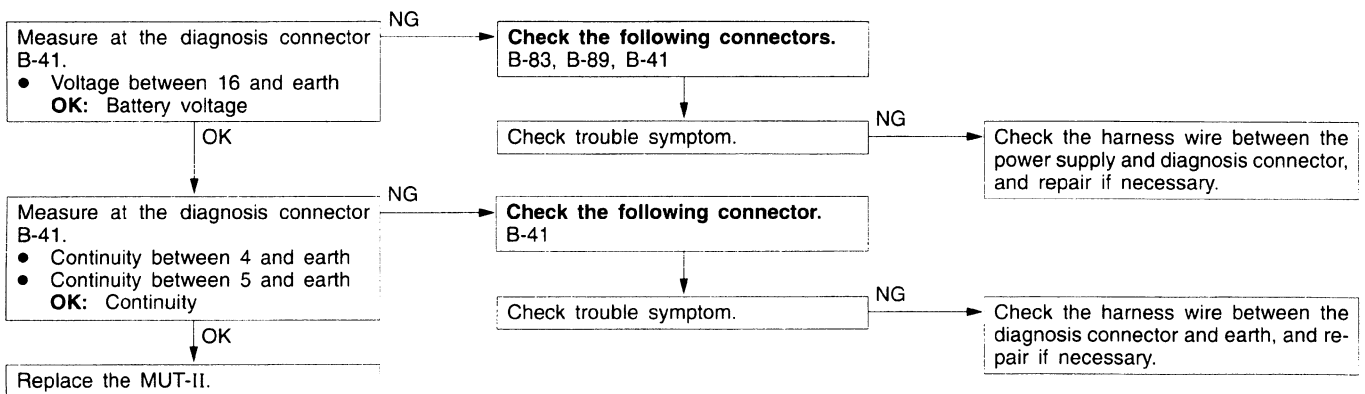 Measure at the diagnosis connector
B-41.
● Voltage between 16 and earth
OK: Battery voltage
NG
Check the following connectors.
B-83, B-89, B-41
Check trouble symptom.
NG
Check the harness wire between the
power supply and diagnosis connector,
and repair if necessary.
OK
Measure at the diagnosis connector
B-41.
● Continuity between 4 and earth
● Continuity between 5 and earth
OK: Continuity
NG
Check the following connector.
B-41
Check trouble symptom.
NG
Check the harness wire between the
diagnosis connector and earth, and re-
pair if necessary.
OK
Replace the MUT-II.